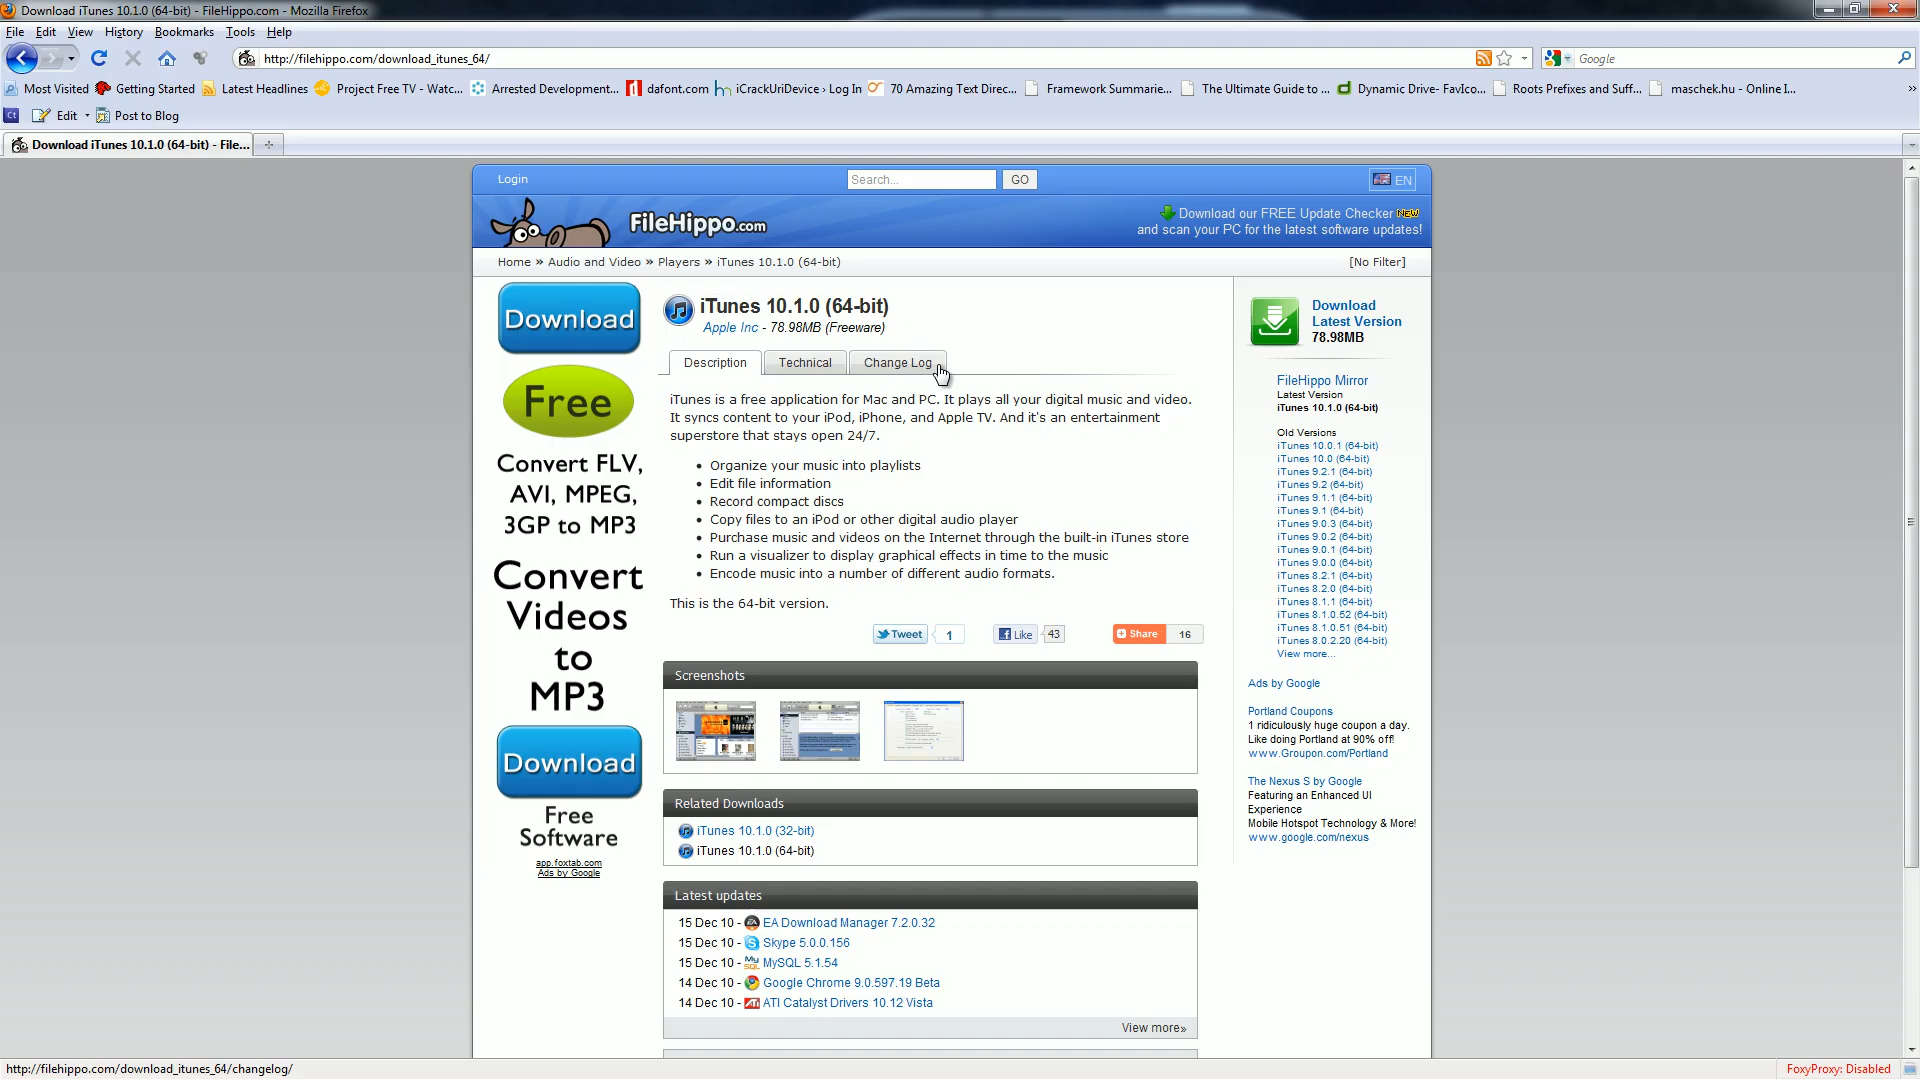 Download iTunes 10.1.0 (64-bit) - FileHippo.com - Mozilla Firefox
File Edit View History Bookmarks Tools Help
http://filehippo.com/download_itunes_64/
Google
Most Visited Getting Started Latest Headlines Project Free TV - Watc... Arrested Development... dafont.com iCrackUriDevice › Log In 70 Amazing Text Direc... Framework Summarie... The Ultimate Guide to ... Dynamic Drive- FavIco... Roots Prefixes and Suff... maschek.hu - Online I... »
Ct Edit Post to Blog
Download iTunes 10.1.0 (64-bit) - File...
Login
Search...
GO
EN
FileHippo.com
Download our FREE Update Checker NEW
and scan your PC for the latest software updates!
Home » Audio and Video » Players » iTunes 10.1.0 (64-bit)
[No Filter]
Download
Free
Convert FLV,
AVI, MPEG,
3GP to MP3
Convert
Videos
to
MP3
Download
Free
Software
app.foxtab.com
Ads by Google
iTunes 10.1.0 (64-bit)
Apple Inc - 78.98MB (Freeware)
Description Technical Change Log
iTunes is a free application for Mac and PC. It plays all your digital music and video.
It syncs content to your iPod, iPhone, and Apple TV. And it's an entertainment
superstore that stays open 24/7.
• Organize your music into playlists
• Edit file information
• Record compact discs
• Copy files to an iPod or other digital audio player
• Purchase music and videos on the Internet through the built-in iTunes store
• Run a visualizer to display graphical effects in time to the music
• Encode music into a number of different audio formats.
This is the 64-bit version.
Tweet 1 Like 43 Share 16
Screenshots
Related Downloads
iTunes 10.1.0 (32-bit)
iTunes 10.1.0 (64-bit)
Latest updates
15 Dec 10 - EA Download Manager 7.2.0.32
15 Dec 10 - Skype 5.0.0.156
15 Dec 10 - MySQL 5.1.54
14 Dec 10 - Google Chrome 9.0.597.19 Beta
14 Dec 10 - ATI Catalyst Drivers 10.12 Vista
View more»
Download
Latest Version
78.98MB
FileHippo Mirror
Latest Version
iTunes 10.1.0 (64-bit)
Old Versions
iTunes 10.0.1 (64-bit)
iTunes 10.0 (64-bit)
iTunes 9.2.1 (64-bit)
iTunes 9.2 (64-bit)
iTunes 9.1.1 (64-bit)
iTunes 9.1 (64-bit)
iTunes 9.0.3 (64-bit)
iTunes 9.0.2 (64-bit)
iTunes 9.0.1 (64-bit)
iTunes 9.0.0 (64-bit)
iTunes 8.2.1 (64-bit)
iTunes 8.2.0 (64-bit)
iTunes 8.1.1 (64-bit)
iTunes 8.1.0.52 (64-bit)
iTunes 8.1.0.51 (64-bit)
iTunes 8.0.2.20 (64-bit)
View more...
Ads by Google
Portland Coupons
1 ridiculously huge coupon a day.
Like doing Portland at 90% off!
www.Groupon.com/Portland
The Nexus S by Google
Featuring an Enhanced UI
Experience
Mobile Hotspot Technology & More!
www.google.com/nexus
http://filehippo.com/download_itunes_64/changelog/
FoxyProxy: Disabled